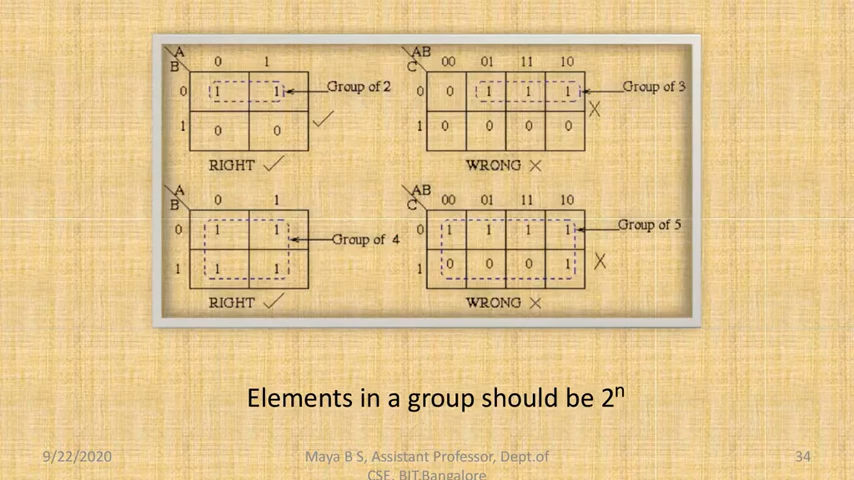 A
B 0 1
0 1 1 Group of 2
1 0 0
RIGHT
AB
C 00 01 11 10
0 0 1 1 1 Group of 3
1 0 0 0 0
WRONG
A
B 0 1
0 1 1 Group of 4
1 1 1
RIGHT
AB
C 00 01 11 10
0 1 1 1 1 Group of 5
1 0 0 0 1
WRONG
Elements in a group should be 2ⁿ
9/22/2020
Maya B S, Assistant Professor, Dept.of
CSE, BIT,Bangalore
34